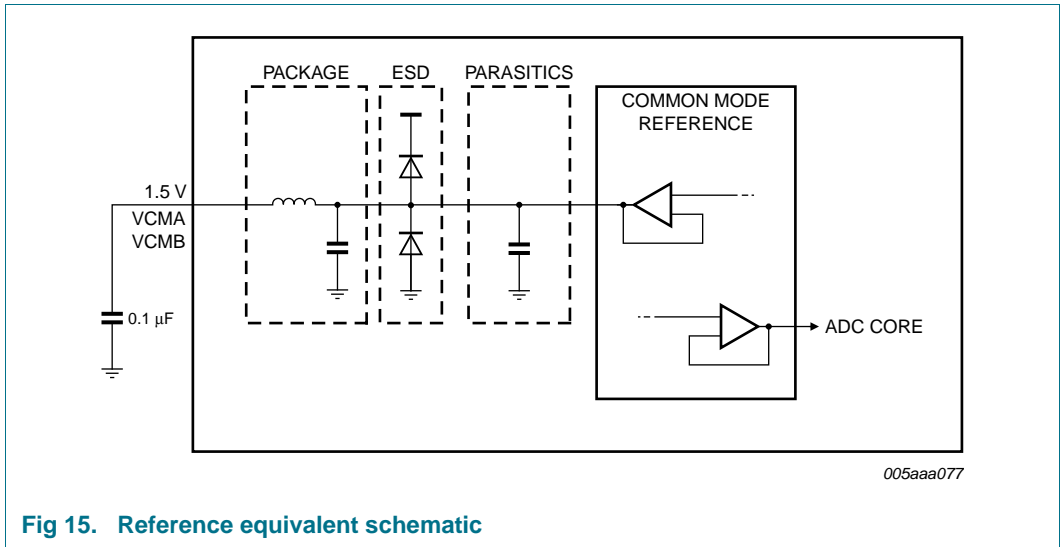 PACKAGE
ESD
PARASITICS
COMMON MODE
REFERENCE
1.5 V
VCMA
VCMB
0.1 μF
ADC CORE
005aaa077
Fig 15. Reference equivalent schematic